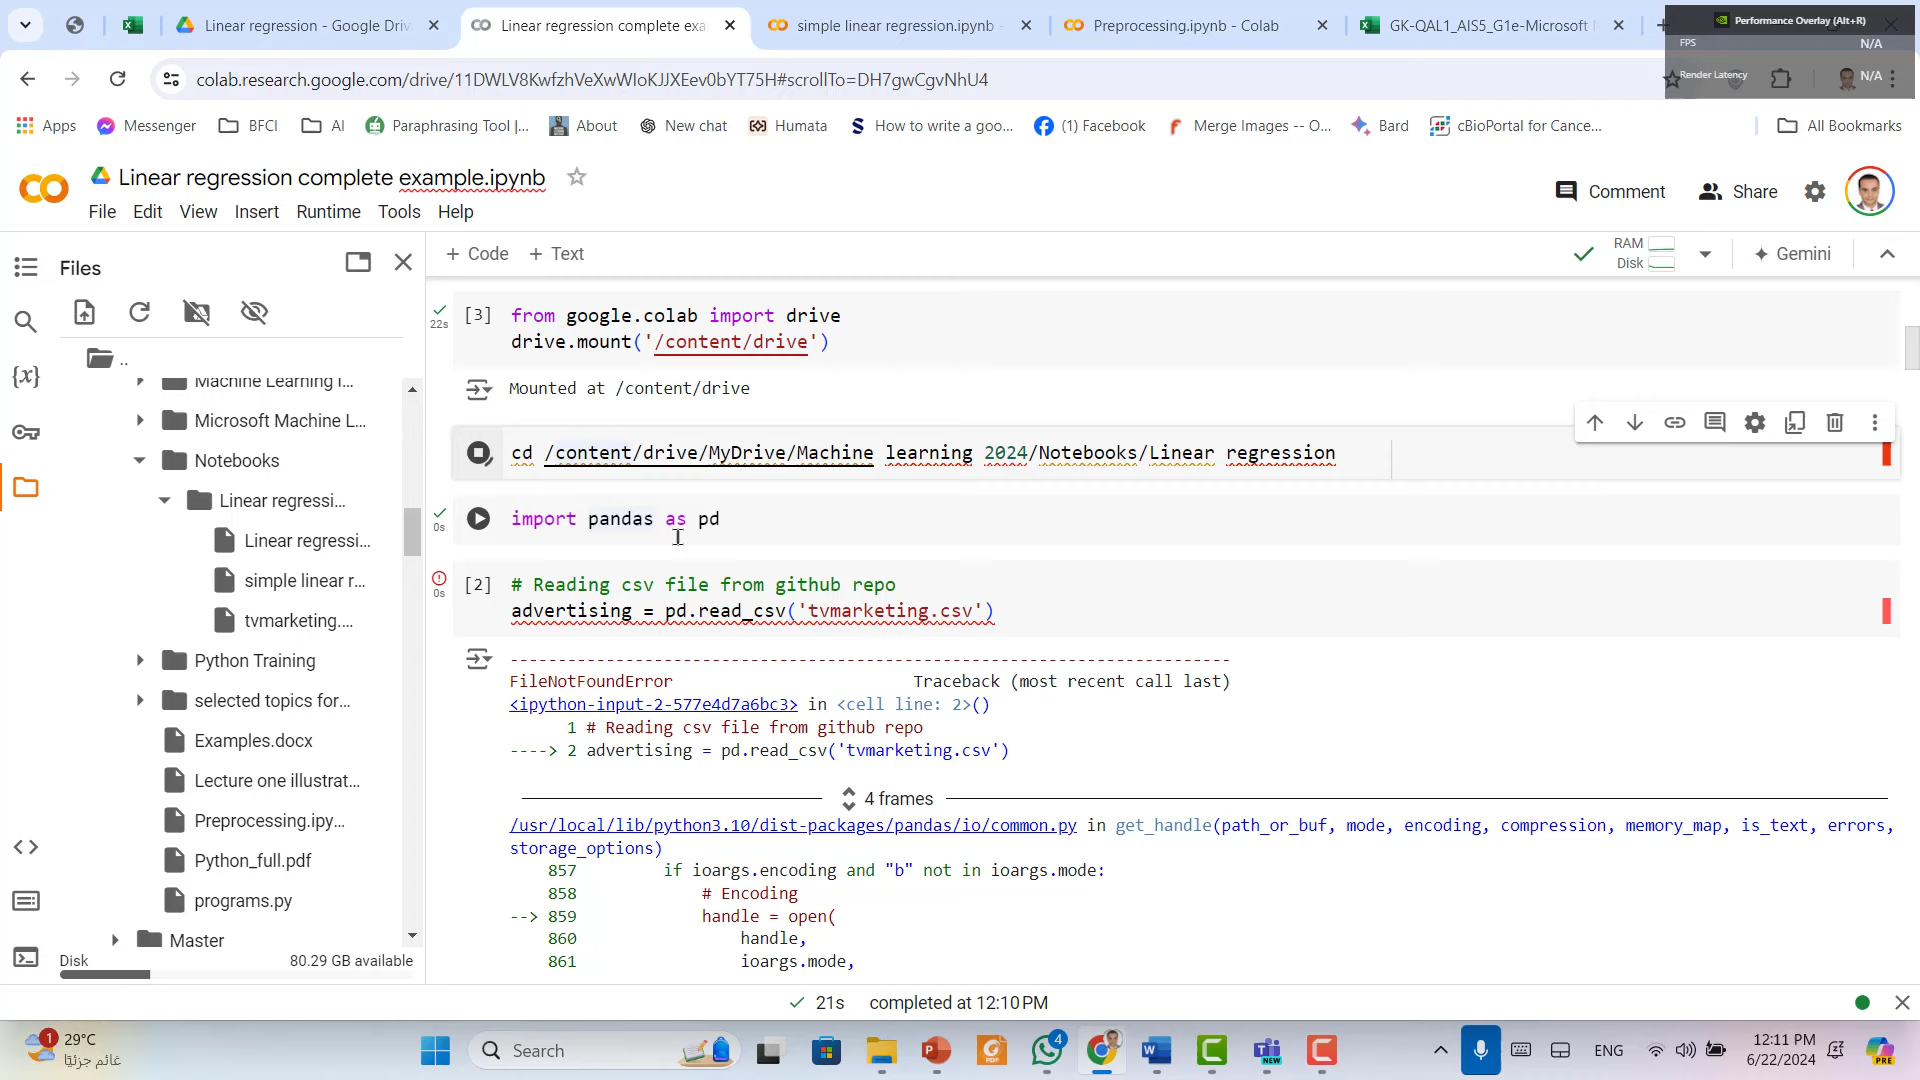 Linear regression - Google Driv
Linear regression complete exa
simple linear regression.ipynb -
Preprocessing.ipynb - Colab
GK-QAL1_AIS5_G1e-Microsoft
Performance Overlay (Alt+R)
FPS N/A
Render Latency N/A
colab.research.google.com/drive/11DWLV8KwfzhVeXwWIoKJJXEev0bYT75H#scrollTo=DH7gwCgvNhU4
Apps
Messenger
BFCI
AI
Paraphrasing Tool |...
About
New chat
Humata
How to write a goo...
(1) Facebook
Merge Images -- O...
Bard
cBioPortal for Cance...
All Bookmarks
Linear regression complete example.ipynb
Comment
Share
File Edit View Insert Runtime Tools Help
Files
+ Code + Text
RAM
Disk
Gemini
..
Machine Learning i...
Microsoft Machine L...
Notebooks
Linear regressi...
Linear regressi...
simple linear r...
tvmarketing....
Python Training
selected topics for...
Examples.docx
Lecture one illustrat...
Preprocessing.ipy...
Python_full.pdf
programs.py
Master
Disk 80.29 GB available
22s
[3] from google.colab import drive
drive.mount('/content/drive')
Mounted at /content/drive
cd /content/drive/MyDrive/Machine learning 2024/Notebooks/Linear regression
0s
import pandas as pd
0s
[2] # Reading csv file from github repo
advertising = pd.read_csv('tvmarketing.csv')
---------------------------------------------------------------------------
FileNotFoundError Traceback (most recent call last)
<ipython-input-2-577e4d7a6bc3> in <cell line: 2>()
1 # Reading csv file from github repo
----> 2 advertising = pd.read_csv('tvmarketing.csv')
4 frames
/usr/local/lib/python3.10/dist-packages/pandas/io/common.py in get_handle(path_or_buf, mode, encoding, compression, memory_map, is_text, errors,
storage_options)
857 if ioargs.encoding and "b" not in ioargs.mode:
858 # Encoding
--> 859 handle = open(
860 handle,
861 ioargs.mode,
21s completed at 12:10 PM
1
29°C
غائم جزئيًا
Search
4
NEW
ENG
12:11 PM
6/22/2024
PRE